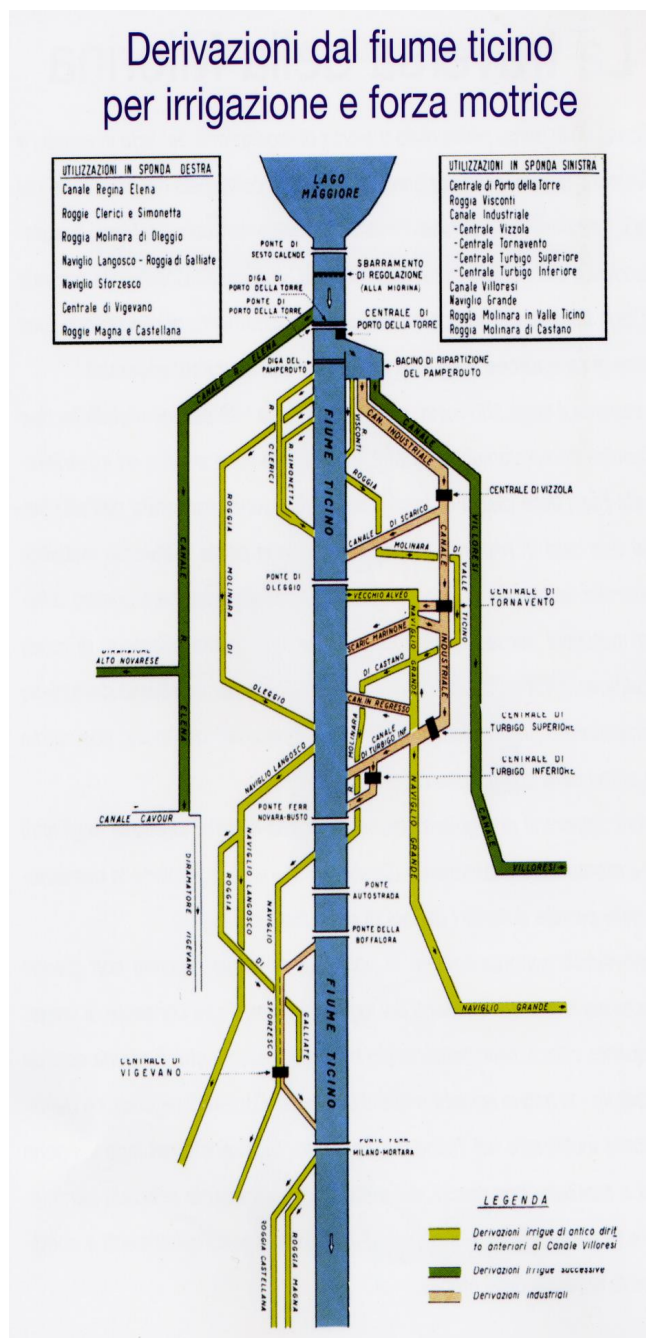 Derivazioni dal fiume ticino
per irrigazione e forza motrice
UTILIZZAZIONI IN SPONDA DESTRA
Canale Regina Elena
Roggie Clerici e Simonetta
Roggia Molinara di Oleggio
Naviglio Langosco - Roggia di Galliate
Naviglio Sforzesco
Centrale di Vigevano
Roggie Magna e Castellana
UTILIZZAZIONI IN SPONDA SINISTRA
Centrale di Porto della Torre
Roggia Visconti
Canale Industriale
-Centrale Vizzola
-Centrale Tornavento
-Centrale Turbigo Superiore
-Centrale Turbigo Inferiore
Canale Villoresi
Naviglio Grande
Roggia Molinara in Valle Ticino
Roggia Molinara di Castano
LAGO
MAGGIORE
PONTE DI
SESTO CALENDE
SBARRAMENTO
DI REGOLAZIONE
(ALLA MIORINA)
DIGA DI
PORTO DELLA TORRE
PONTE DI
PORTO DELLA TORRE
CENTRALE DI
PORTO DELLA TORRE
DIGA DEL
PAMPERDUTO
BACINO DI RIPARTIZIONE
DEL PAMPERDUTO
CANALE R. ELENA
R. CLERICI
R. SIMONETTA
FIUME TICINO
R. VISCONTI
CAN. INDUSTRIALE
CANALE
VILLORESI
ROGGIA
MOLINARA
DI
VALLE
TICINO
CENTRALE DI VIZZOLA
CANALE DI SCARICO
CANALE
INDUSTRIALE
ROGGIA MOLINARA DI
OLEGGIO
CANALE R. ELENA
PONTE DI
OLEGGIO
VECCHIO ALVEO
NAVIGLIO GRANDE
CENTRALE DI
TORNAVENTO
SCARIC. MARINONE
DI CASTANO
MOLINARA
R.
CAN. IN REGRESSO
CANALE
DI TURBIGO INF.
DIRAMATORE
ALTO NOVARESE
CENTRALE DI
TURBIGO SUPERIORE
CENTRALE DI
TURBIGO INFERIORE
NAVIGLIO LANGOSCO
PONTE FERR.
NOVARA-BUSTO
CANALE CAVOUR
DIRAMATORE VIGEVANO
NAVIGLIO LANGOSCO
ROGGIA
DI
GALLIATE
NAVIGLIO
SFORZESCO
NAVIGLIO GRANDE
CANALE
VILLORESI
PONTE
AUTOSTRADA
PONTE DELLA
BOFFALORA
FIUME TICINO
NAVIGLIO GRANDE
CENTRALE DI
VIGEVANO
PONTE FERR.
MILANO-MORTARA
ROGGIA CASTELLANA
ROGGIA MAGNA
LEGENDA
Derivazioni irrigue di antico dirit
to anteriori al Canale Villoresi
Derivazioni irrigue successive
Derivazioni industriali